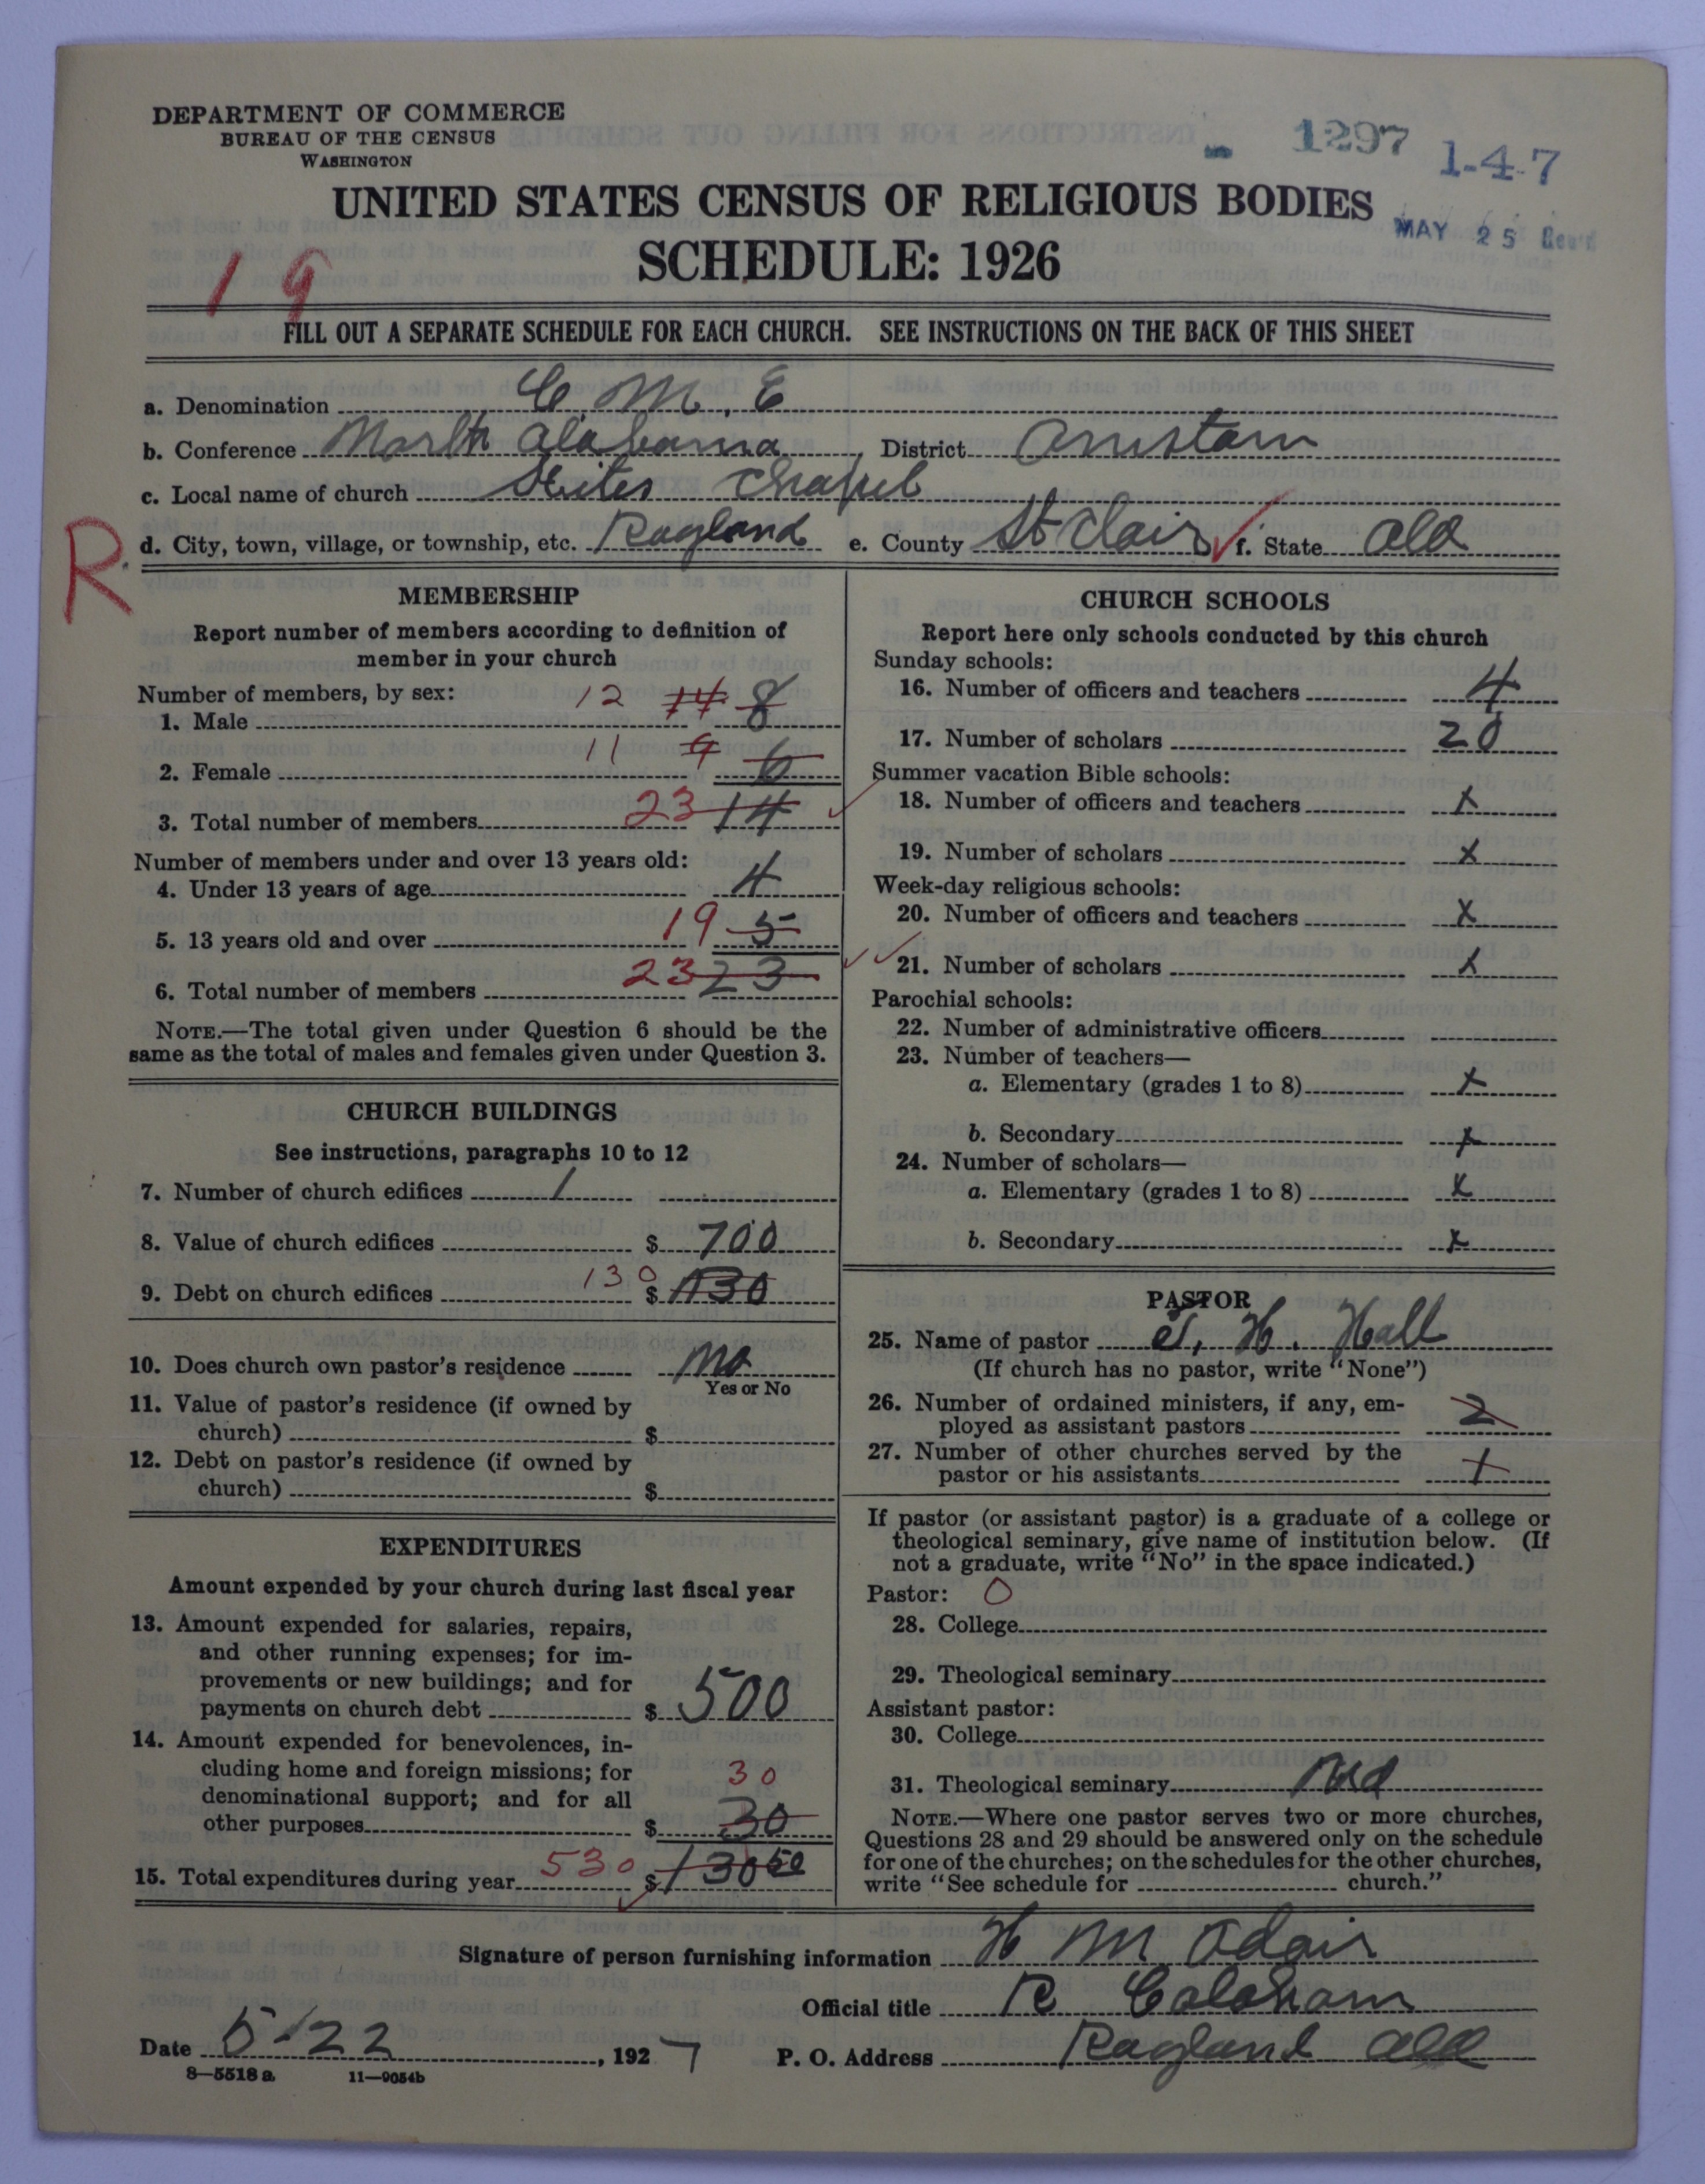 DEPARTMENT OF COMMERCE
BUREAU OF THE CENSUS
WASHINGTON
1297 1-4-7
UNITED STATES CENSUS OF RELIGIOUS BODIES
MAY 25 Rec'd
SCHEDULE: 1926
19
FILL OUT A SEPARATE SCHEDULE FOR EACH CHURCH. SEE INSTRUCTIONS ON THE BACK OF THIS SHEET
a. Denomination C. M. E
b. Conference North Alabama District Annistain
c. Local name of church Stites Chapel
R d. City, town, village, or township, etc. Ragland e. County St Clair ✓ f. State Ala
MEMBERSHIP
Report number of members according to definition of
member in your church
Number of members, by sex:
1. Male 12 14 8
2. Female 11 9 6
3. Total number of members 23 14 ✓
Number of members under and over 13 years old:
4. Under 13 years of age 4
5. 13 years old and over 19 5
6. Total number of members 23 23 ✓ ✓
NOTE.—The total given under Question 6 should be the
same as the total of males and females given under Question 3.
CHURCH BUILDINGS
See instructions, paragraphs 10 to 12
7. Number of church edifices 1
8. Value of church edifices $ 700
9. Debt on church edifices 130 $ 130
10. Does church own pastor's residence No
Yes or No
11. Value of pastor's residence (if owned by
church) $
12. Debt on pastor's residence (if owned by
church) $
EXPENDITURES
Amount expended by your church during last fiscal year
13. Amount expended for salaries, repairs,
and other running expenses; for im-
provements or new buildings; and for
payments on church debt $ 500
14. Amount expended for benevolences, in-
cluding home and foreign missions; for
denominational support; and for all
other purposes $ 30 30
15. Total expenditures during year 530 $ 130 50
CHURCH SCHOOLS
Report here only schools conducted by this church
Sunday schools:
16. Number of officers and teachers 4
17. Number of scholars 20
Summer vacation Bible schools:
18. Number of officers and teachers x
19. Number of scholars x
Week-day religious schools:
20. Number of officers and teachers x
21. Number of scholars x
Parochial schools:
22. Number of administrative officers
23. Number of teachers—
a. Elementary (grades 1 to 8) x
b. Secondary x
24. Number of scholars—
a. Elementary (grades 1 to 8) x
b. Secondary x
PASTOR
25. Name of pastor H. Hall
(If church has no pastor, write "None")
26. Number of ordained ministers, if any, em-
ployed as assistant pastors 2
27. Number of other churches served by the
pastor or his assistants
If pastor (or assistant pastor) is a graduate of a college or
theological seminary, give name of institution below. (If
not a graduate, write "No" in the space indicated.)
Pastor: 0
28. College
29. Theological seminary
Assistant pastor:
30. College
31. Theological seminary
NOTE.—Where one pastor serves two or more churches,
Questions 28 and 29 should be answered only on the schedule
for one of the churches; on the schedules for the other churches,
write "See schedule for church."
Signature of person furnishing information H M Adair
Official title R Calaham
Date 5-22, 1927 P. O. Address Ragland Ala
8—5518 a 11—9054b